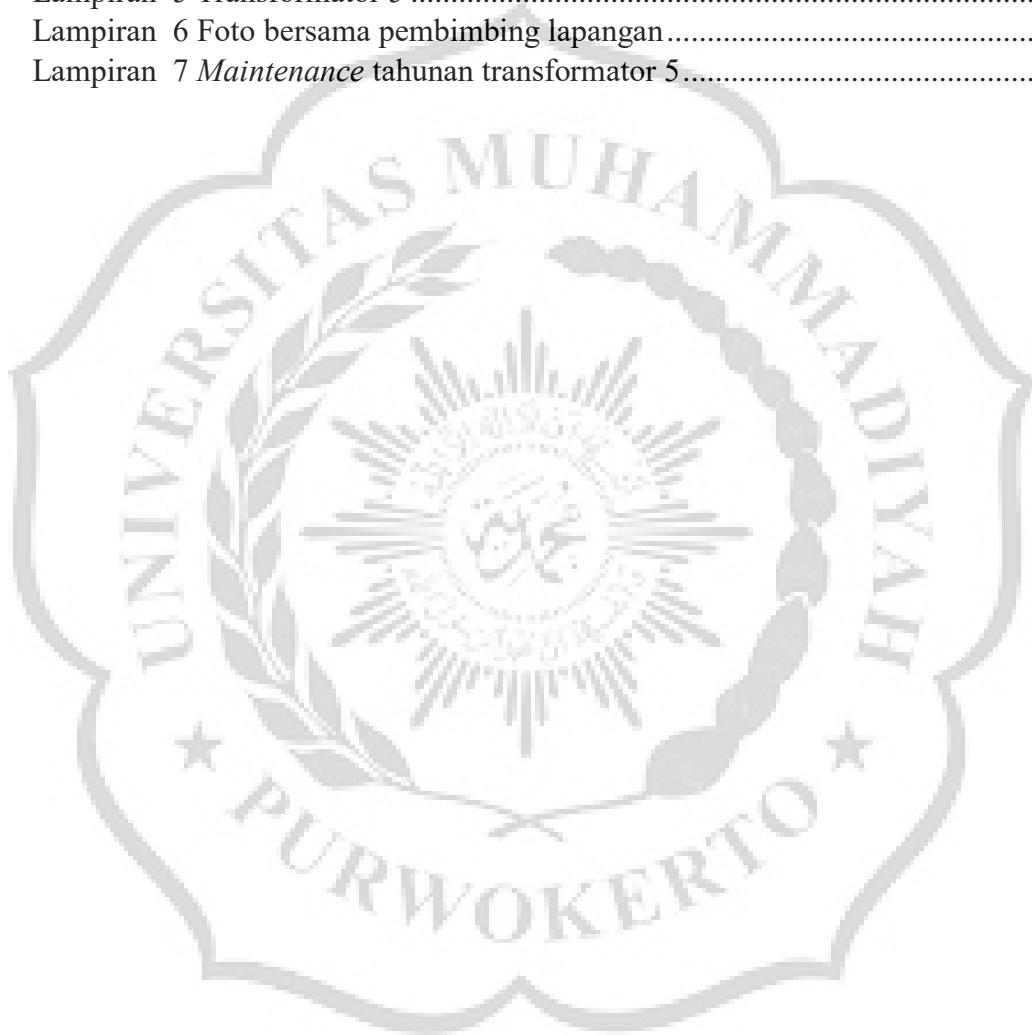 Lampiran 6 Foto bersama pembimbing lapangan..........................................
Lampiran 7 Maintenance tahunan transformator 5.......................................
UNIVERSITAS MUHAMMADIYAH
PURWOKERTO